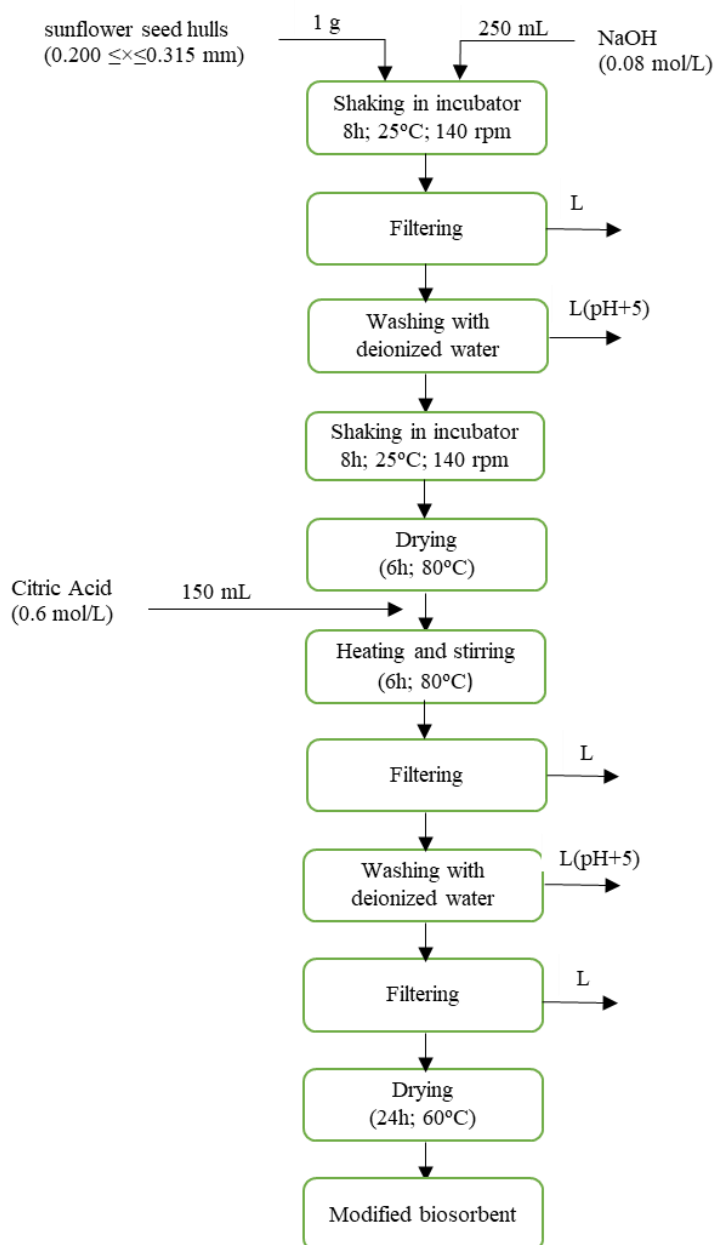 sunflower seed hulls
(0.200 ≤×≤0.315 mm)
1 g
250 mL
NaOH
(0.08 mol/L)
Shaking in incubator
8h; 25°C; 140 rpm
Filtering
L
Washing with
deionized water
L(pH+5)
Shaking in incubator
8h; 25°C; 140 rpm
Drying
(6h; 80°C)
Citric Acid
(0.6 mol/L)
150 mL
Heating and stirring
(6h; 80°C)
Filtering
L
Washing with
deionized water
L(pH+5)
Filtering
L
Drying
(24h; 60°C)
Modified biosorbent